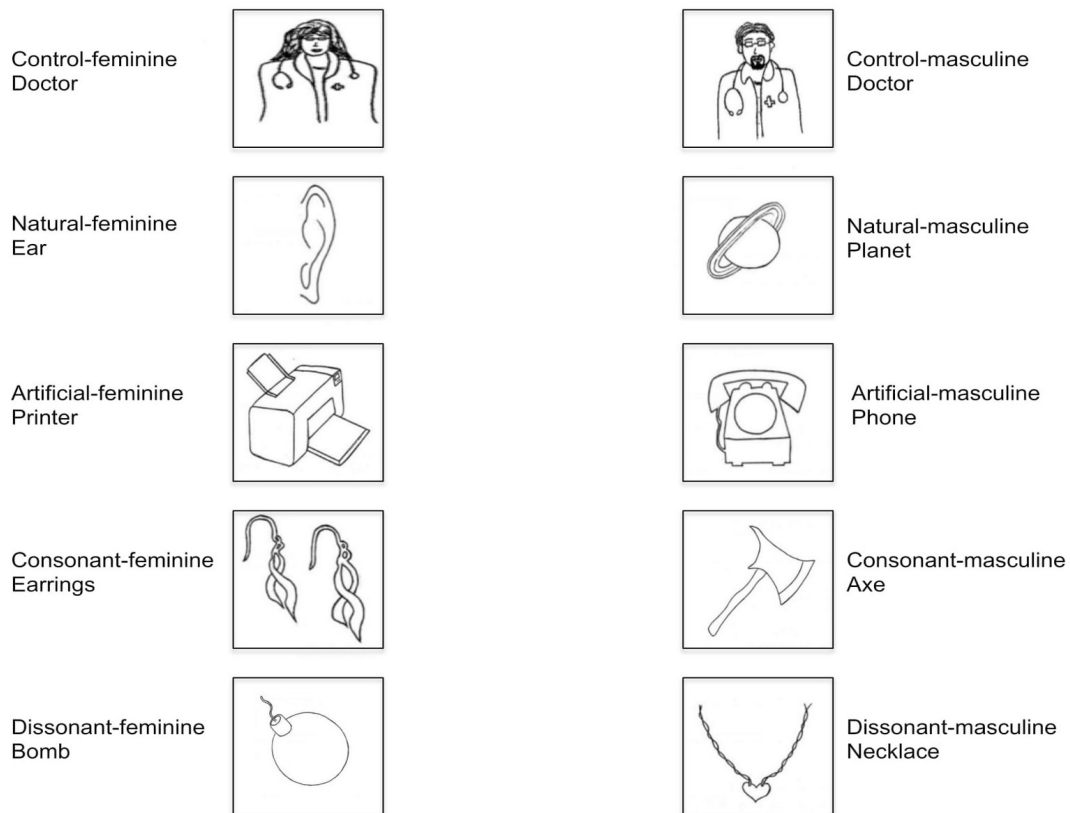 Control-feminine
Doctor
Control-masculine
Doctor
Natural-feminine
Ear
Natural-masculine
Planet
Artificial-feminine
Printer
Artificial-masculine
Phone
Consonant-feminine
Earrings
Consonant-masculine
Axe
Dissonant-feminine
Bomb
Dissonant-masculine
Necklace